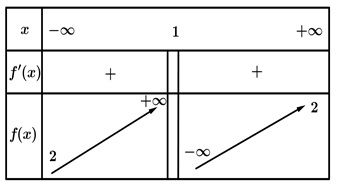 x −∞ 1 +∞
f′(x) + +
+∞ 2
f(x)
2 −∞